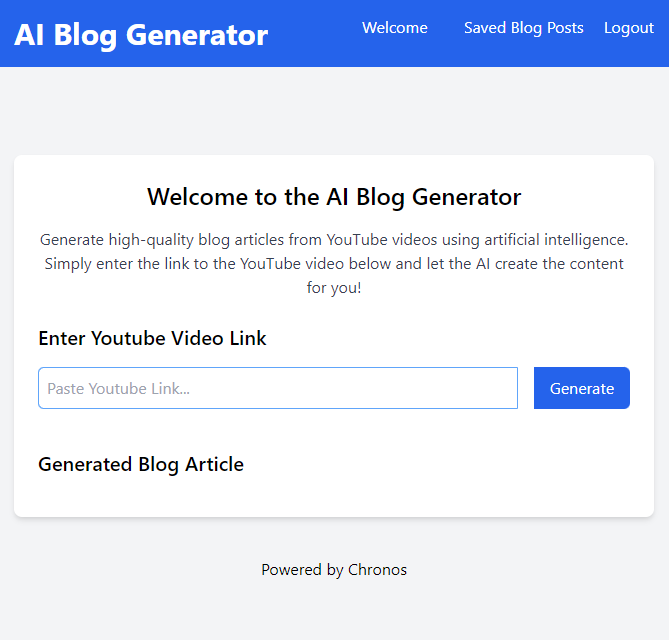 AI Blog Generator
Welcome
Saved Blog Posts
Logout
Welcome to the AI Blog Generator
Generate high-quality blog articles from YouTube videos using artificial intelligence.
Simply enter the link to the YouTube video below and let the AI create the content
for you!
Enter Youtube Video Link
Paste Youtube Link...
Generate
Generated Blog Article
Powered by Chronos